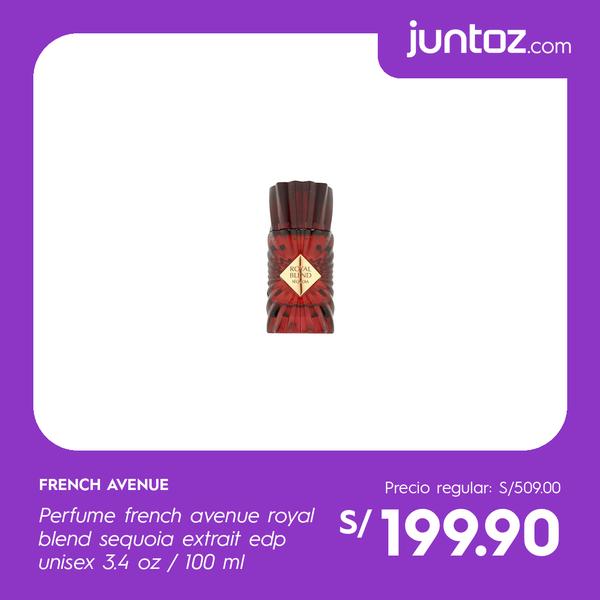 juntoz.com
ROYAL
BLEND
SEQUOIA
FRENCH AVENUE
Perfume french avenue royal
blend sequoia extrait edp
unisex 3.4 oz / 100 ml
Precio regular: S/509.00
S/199.90